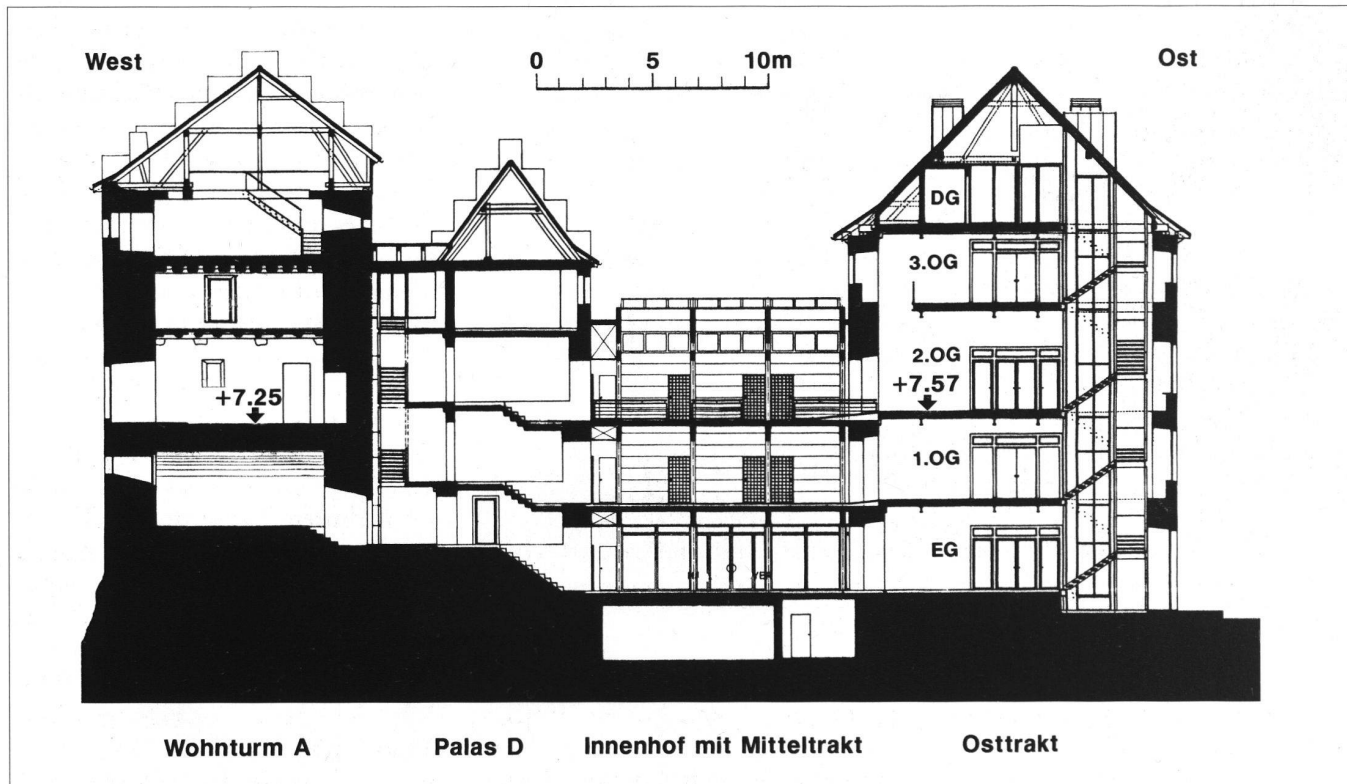 West
0 5 10m
Ost
DG
3.OG
2.OG
+7.57
+7.25
1.OG
EG
Wohnturm A
Palas D
Innenhof mit Mitteltrakt
Osttrakt